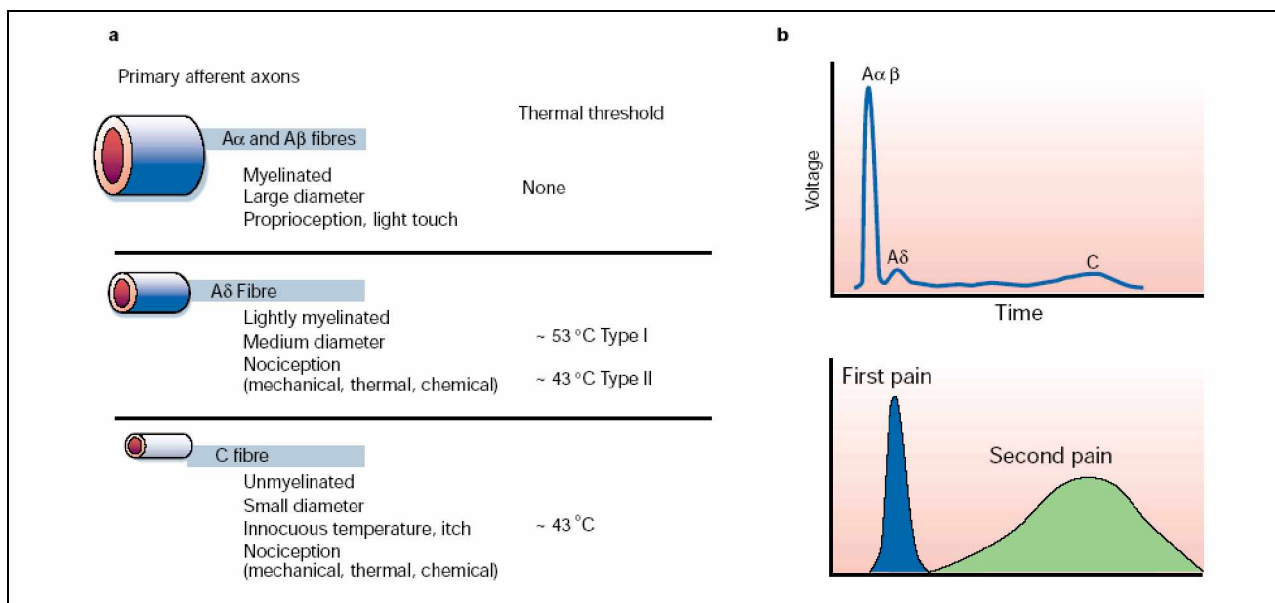 a
Primary afferent axons
Thermal threshold
Aα and Aβ fibres
Myelinated
Large diameter
Proprioception, light touch
None
Aδ Fibre
Lightly myelinated
Medium diameter
Nociception
(mechanical, thermal, chemical)
~ 53 °C Type I
~ 43 °C Type II
C fibre
Unmyelinated
Small diameter
Innocuous temperature, itch
Nociception
(mechanical, thermal, chemical)
~ 43 °C
b
Aα β
Voltage
Aδ
C
Time
First pain
Second pain